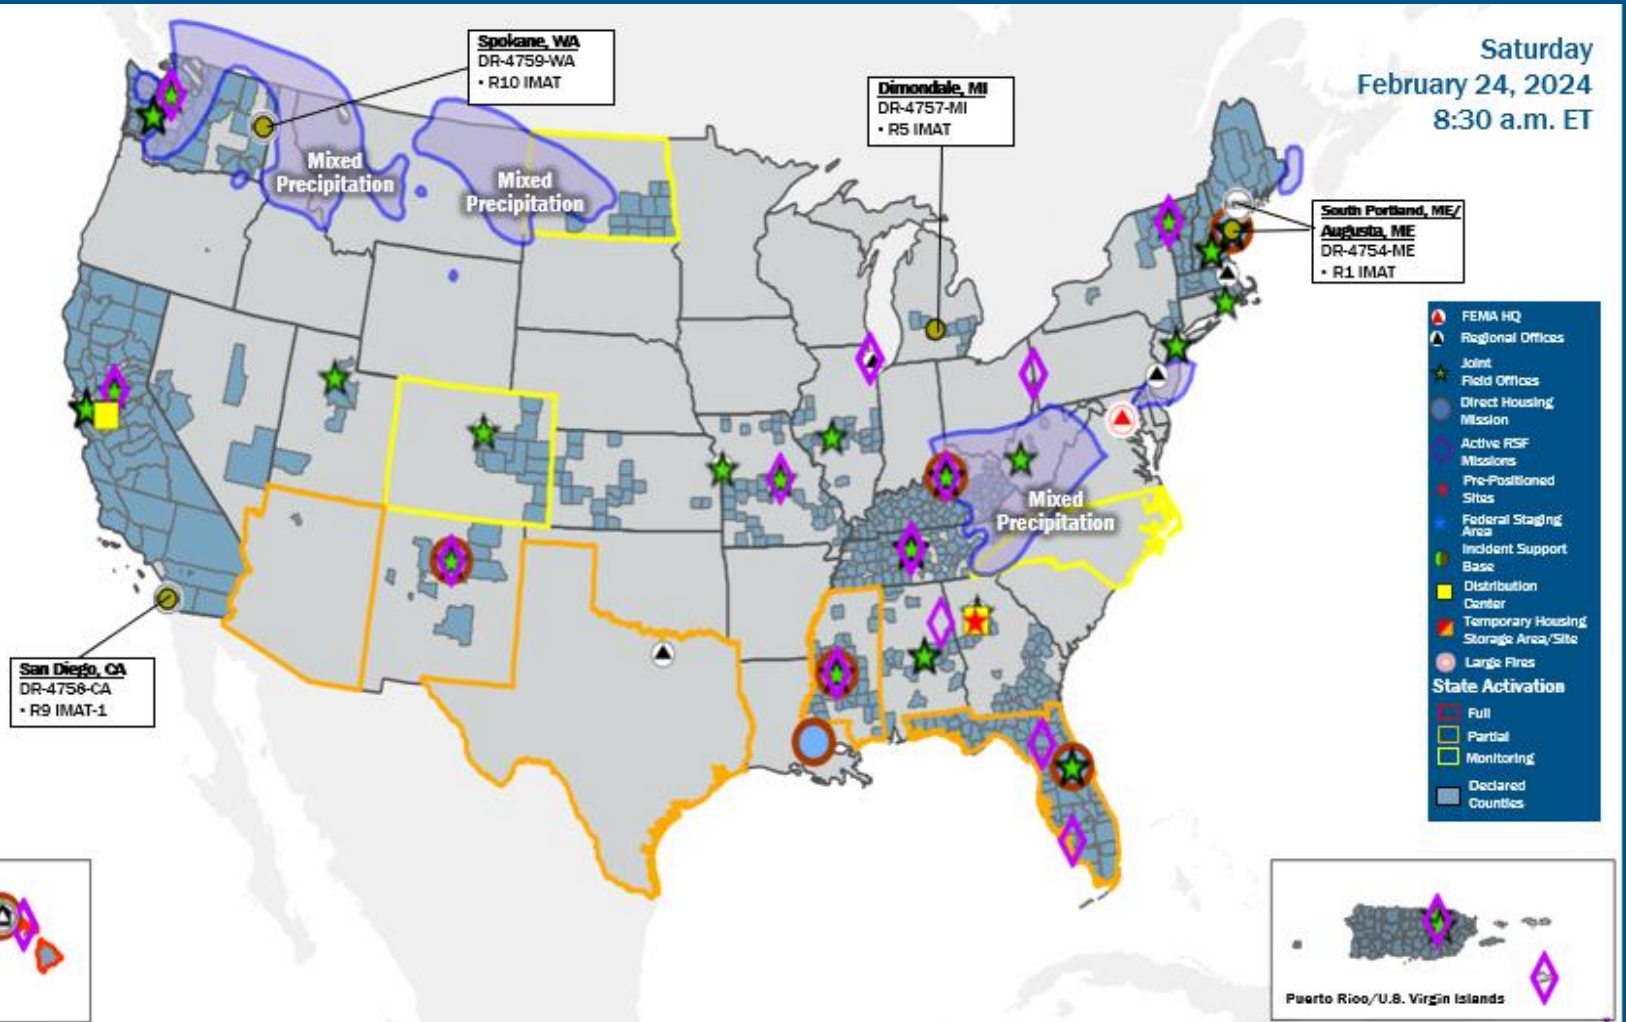 Saturday
February 24, 2024
8:30 a.m. ET
Spokane, WA
DR-4759-WA
• R10 IMAT
Dimondale, MI
DR-4757-MI
• R5 IMAT
Mixed
Precipitation
Mixed
Precipitation
South Portland, ME/
Augusta, ME
DR-4754-ME
• R1 IMAT
Mixed
Precipitation
San Diego, CA
DR-4758-CA
• R9 IMAT-1
FEMA HQ
Regional Offices
Joint
Field Offices
Direct Housing
Mission
Active RSF
Missions
Pre-Positioned
Sites
Federal Staging
Area
Incident Support
Base
Distribution
Center
Temporary Housing
Storage Area/Site
Large Fires
State Activation
Full
Partial
Monitoring
Declared
Counties
Puerto Rico/U.S. Virgin Islands